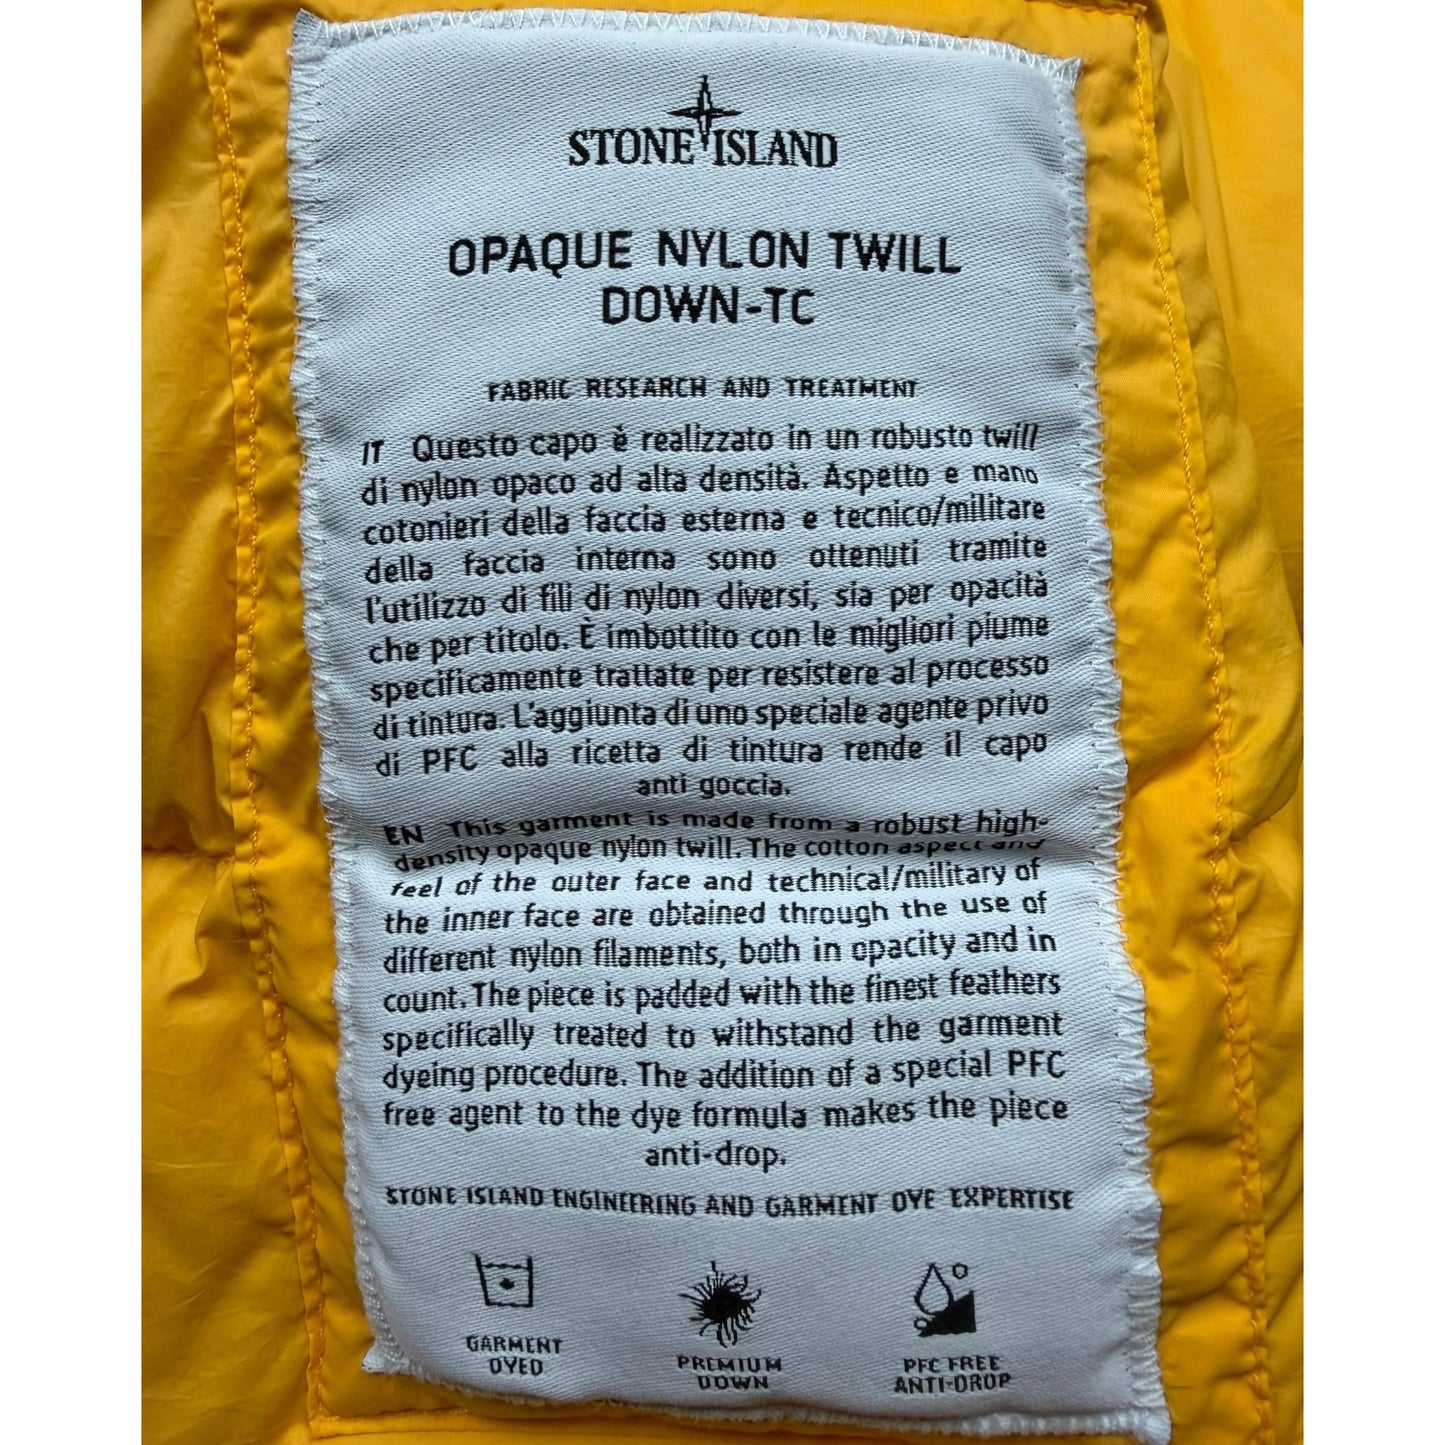 STONE ISLAND
OPAQUE NYLON TWILL
DOWN-TC
FABRIC RESEARCH AND TREATMENT
IT Questo capo è realizzato in un robusto twill
di nylon opaco ad alta densità. Aspetto e mano
cotonieri della faccia esterna e tecnico/militare
della faccia interna sono ottenuti tramite
l'utilizzo di fili di nylon diversi, sia per opacità
che per titolo. È imbottito con le migliori piume
specificamente trattate per resistere al processo
di tintura. L'aggiunta di uno speciale agente privo
di PFC alla ricetta di tintura rende il capo
anti goccia.
EN This garment is made from a robust high-
density opaque nylon twill. The cotton aspect and
feel of the outer face and technical/military of
the inner face are obtained through the use of
different nylon filaments, both in opacity and in
count. The piece is padded with the finest feathers
specifically treated to withstand the garment
dyeing procedure. The addition of a special PFC
free agent to the dye formula makes the piece
anti-drop.
STONE ISLAND ENGINEERING AND GARMENT DYE EXPERTISE
GARMENT
DYED
PREMIUM
DOWN
PFC FREE
ANTI-DROP